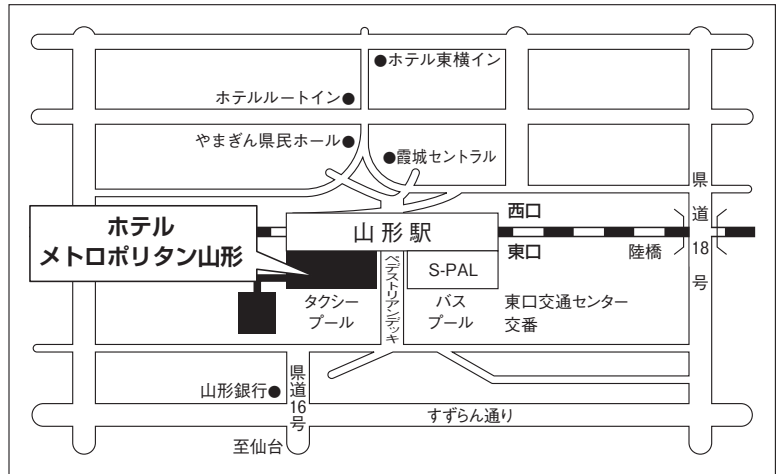 ホテル東横イン
ホテルルートイン
やまぎん県民ホール
霞城セントラル
県道18号
西口
ホテル
メトロポリタン山形
山形駅
東口
陸橋
S-PAL
ペデストリアンデッキ
タクシー
プール
バス
プール
東口交通センター
交番
山形銀行
県道16号
すずらん通り
至仙台